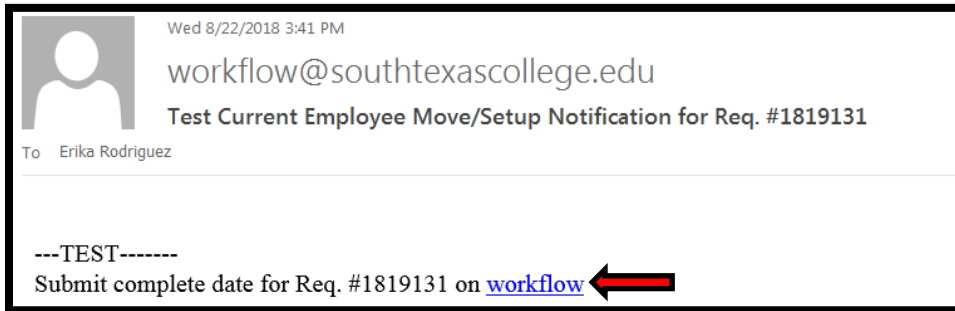 Wed 8/22/2018 3:41 PM
workflow@southtexascollege.edu
Test Current Employee Move/Setup Notification for Req. #1819131
To Erika Rodriguez
---TEST-------
Submit complete date for Req. #1819131 on workflow